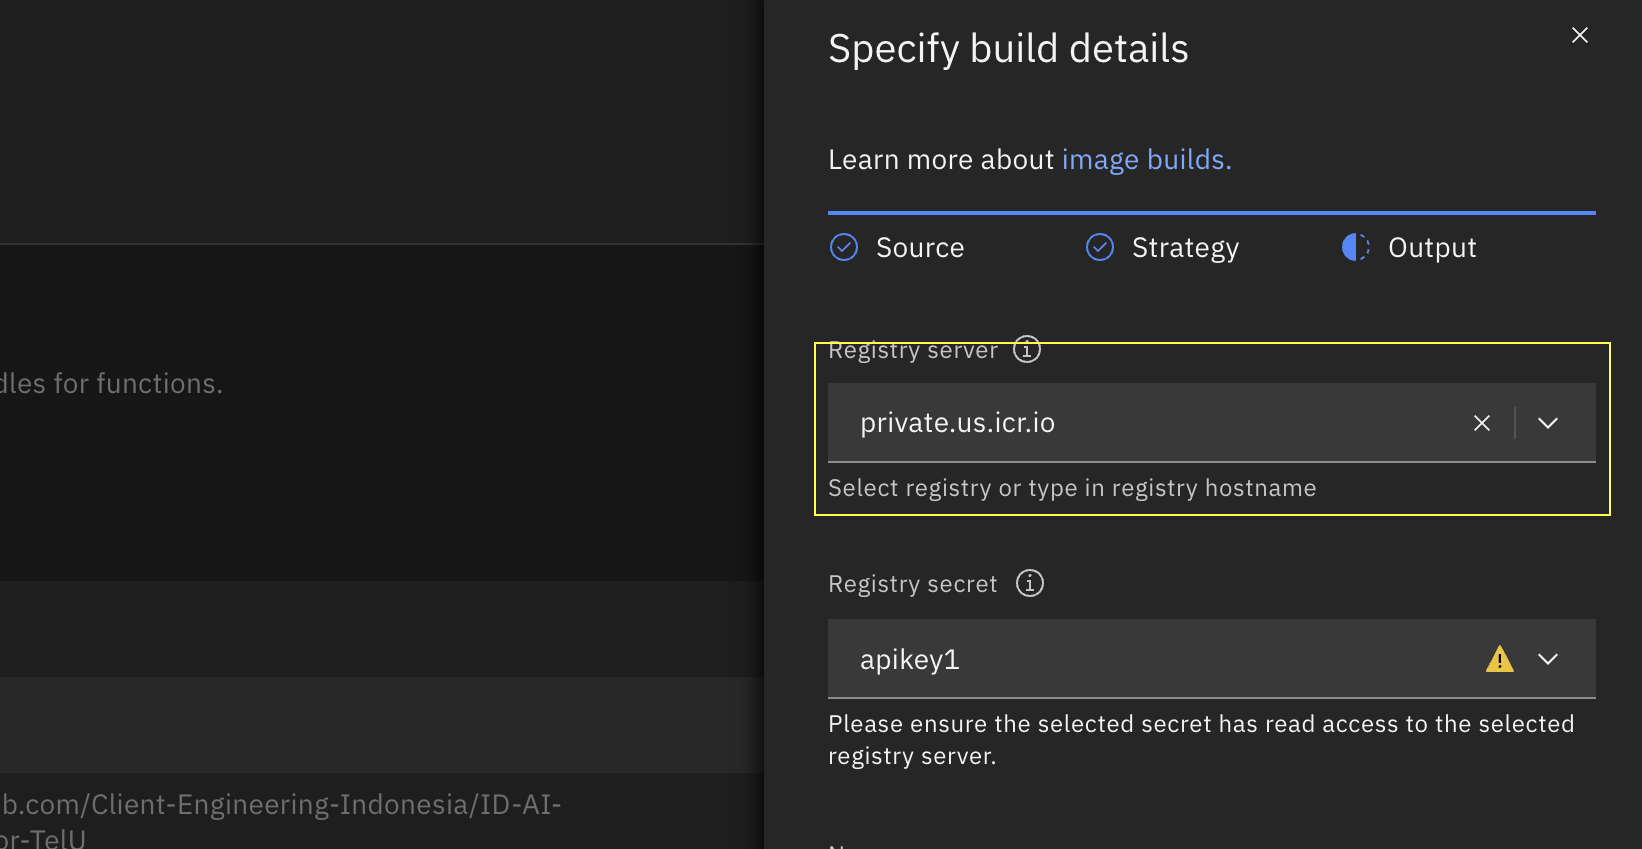 Specify build details
Learn more about image builds.
Source
Strategy
Output
Registry server
private.us.icr.io
Select registry or type in registry hostname
Registry secret
apikey1
Please ensure the selected secret has read access to the selected
registry server.
for functions.
b.com/Client-Engineering-Indonesia/ID-AI-
or-TelU